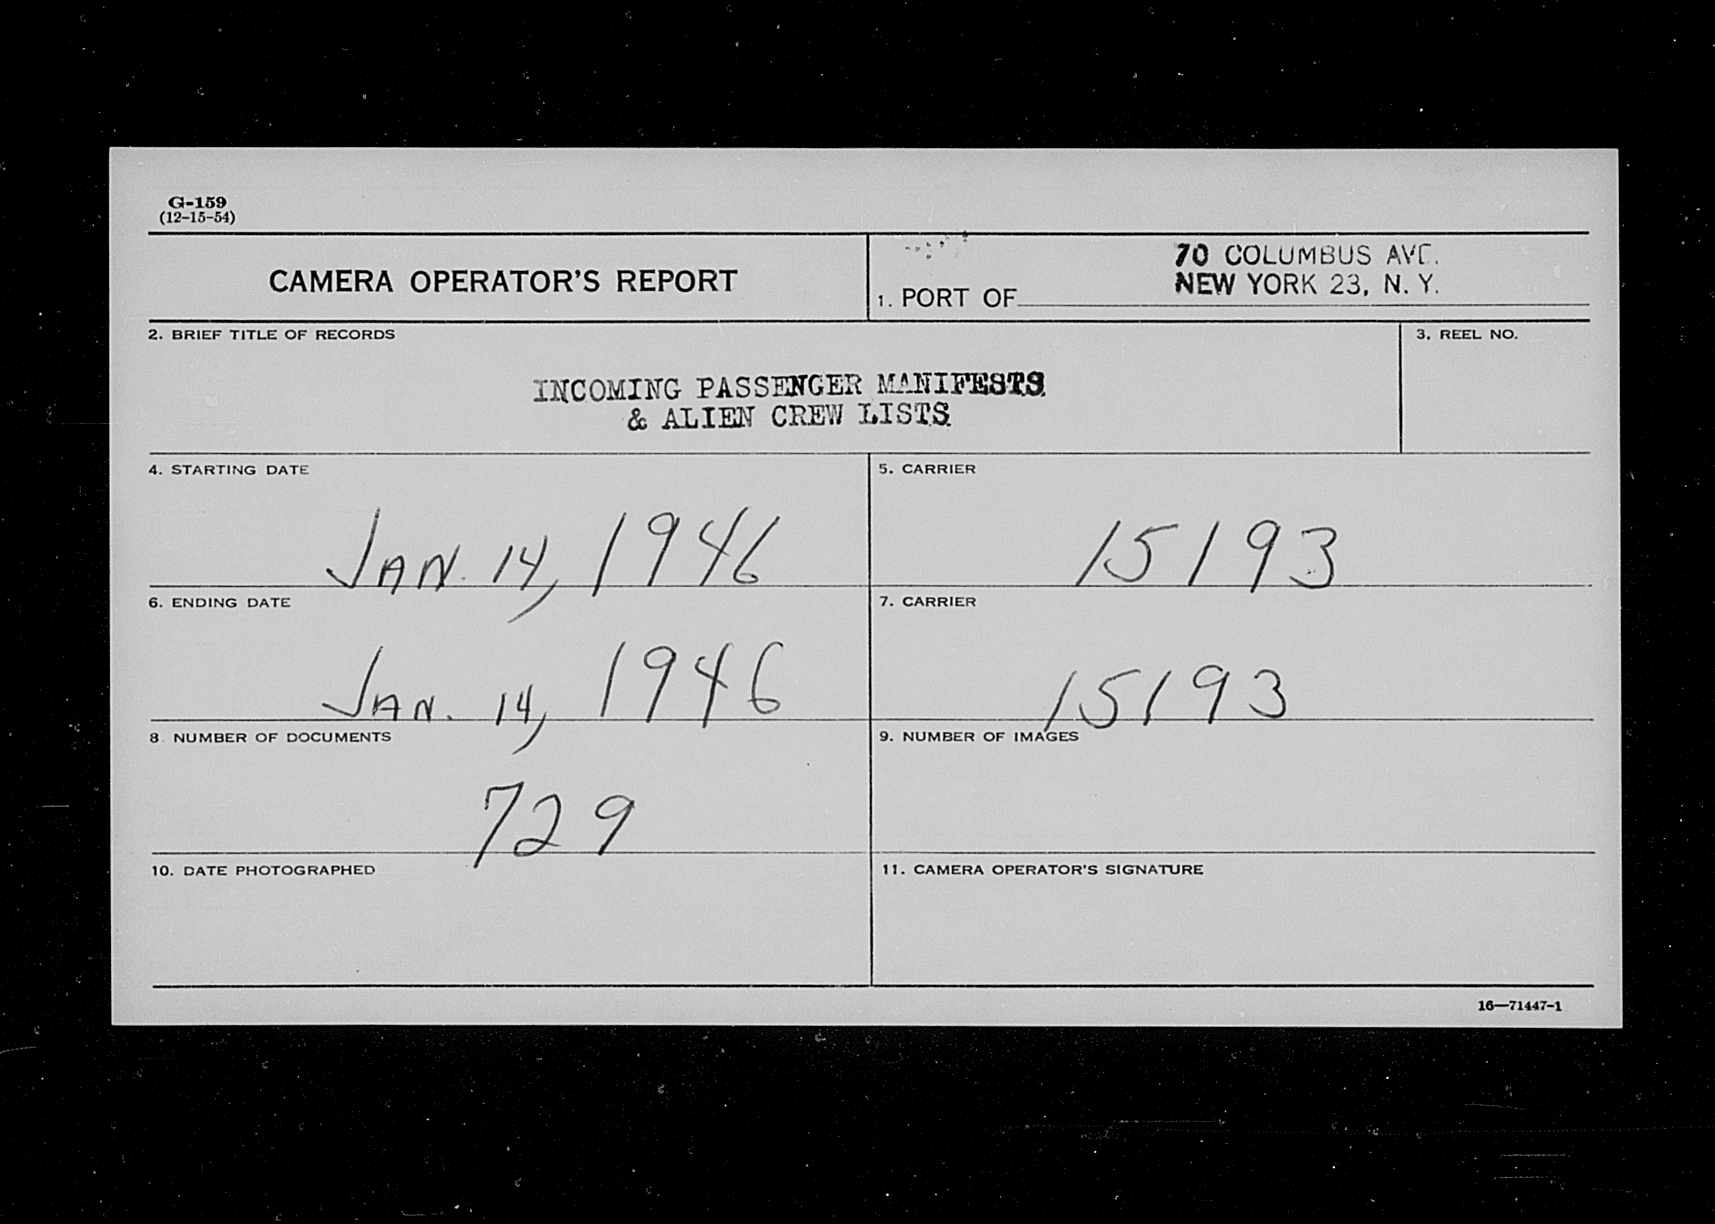 G-159
(12-15-54)
CAMERA OPERATOR'S REPORT
70 COLUMBUS AVE.
NEW YORK 23, N. Y.
1. PORT OF
2. BRIEF TITLE OF RECORDS
3. REEL NO.
INCOMING PASSENGER MANIFESTS
& ALIEN CREW LISTS
4. STARTING DATE
5. CARRIER
JAN. 14, 1946
15193
6. ENDING DATE
7. CARRIER
JAN. 14, 1946
15193
8. NUMBER OF DOCUMENTS
9. NUMBER OF IMAGES
729
10. DATE PHOTOGRAPHED
11. CAMERA OPERATOR'S SIGNATURE
16—71447-1